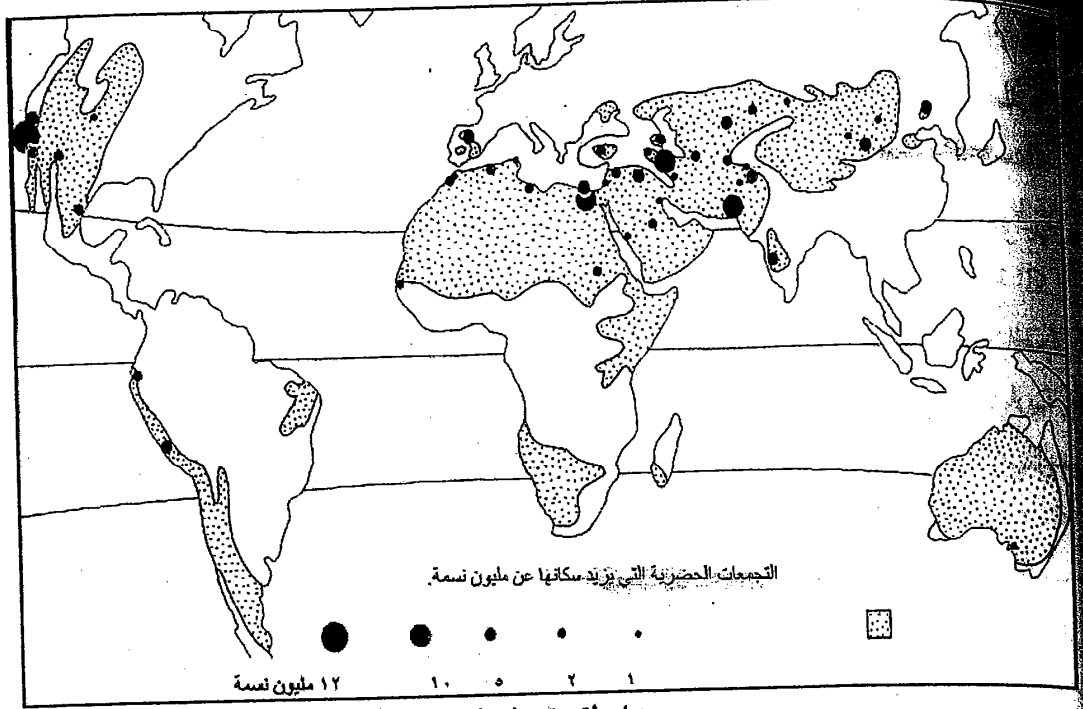 التجمعات الحضرية التي يزيد سكانها عن مليون نسمة.
١ ٢ ٥ ١٠ ١٢ مليون نسمة